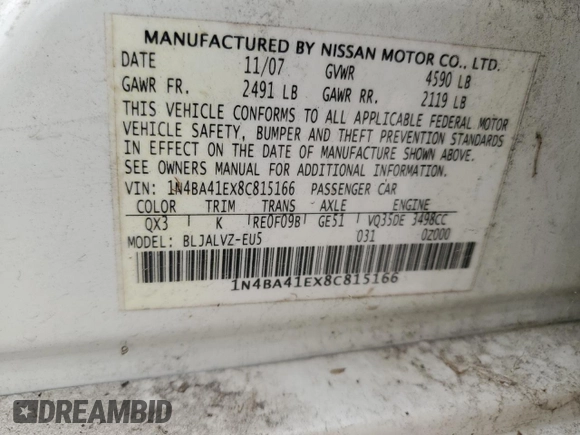 MANUFACTURED BY NISSAN MOTOR CO., LTD.
DATE 11/07 GVWR 4590 LB
GAWR FR. 2491 LB GAWR RR. 2119 LB
THIS VEHICLE CONFORMS TO ALL APPLICABLE FEDERAL MOTOR
VEHICLE SAFETY, BUMPER AND THEFT PREVENTION STANDARDS
IN EFFECT ON THE DATE OF MANUFACTURE SHOWN ABOVE.
SEE OWNERS MANUAL FOR ADDITIONAL INFORMATION.
VIN: 1N4BA41EX8C815166 PASSENGER CAR
COLOR TRIM TRANS AXLE ENGINE
QX3 K RE0F09B GE51 VQ35DE 3498CC
MODEL: BLJALVZ-EU5 031 0Z000
1N4BA41EX8C815166
DREAMBID